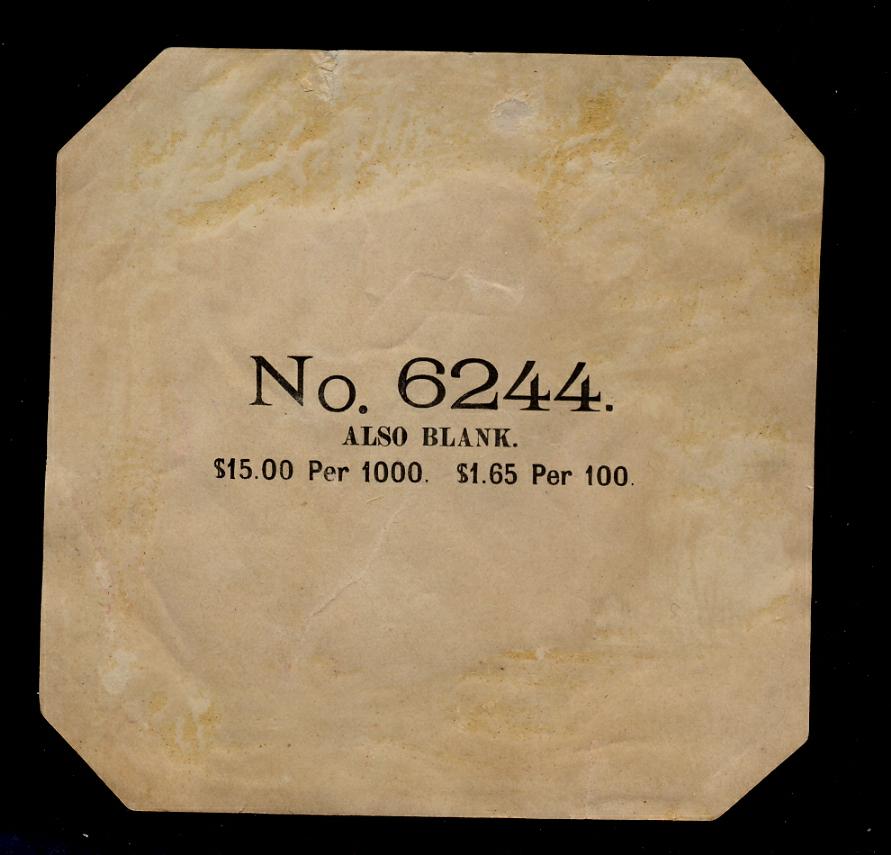 No. 6244.
ALSO BLANK.
$15.00 Per 1000. $1.65 Per 100.